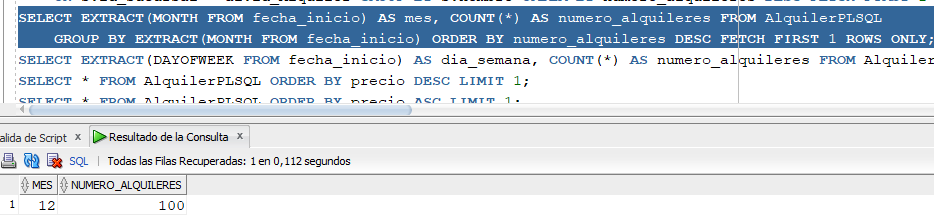 SELECT EXTRACT(MONTH FROM fecha_inicio) AS mes, COUNT(*) AS numero_alquileres FROM AlquilerPLSQL
GROUP BY EXTRACT(MONTH FROM fecha_inicio) ORDER BY numero_alquileres DESC FETCH FIRST 1 ROWS ONLY;
SELECT EXTRACT(DAYOFWEEK FROM fecha_inicio) AS dia_semana, COUNT(*) AS numero_alquileres FROM Alquiler
SELECT * FROM AlquilerPLSQL ORDER BY precio DESC LIMIT 1;
SELECT * FROM AlquilerPLSQL ORDER BY precio ASC LIMIT 1;
alida de Script x Resultado de la Consulta x
SQL | Todas las Filas Recuperadas: 1 en 0,112 segundos
MES NUMERO_ALQUILERES
1 12 100